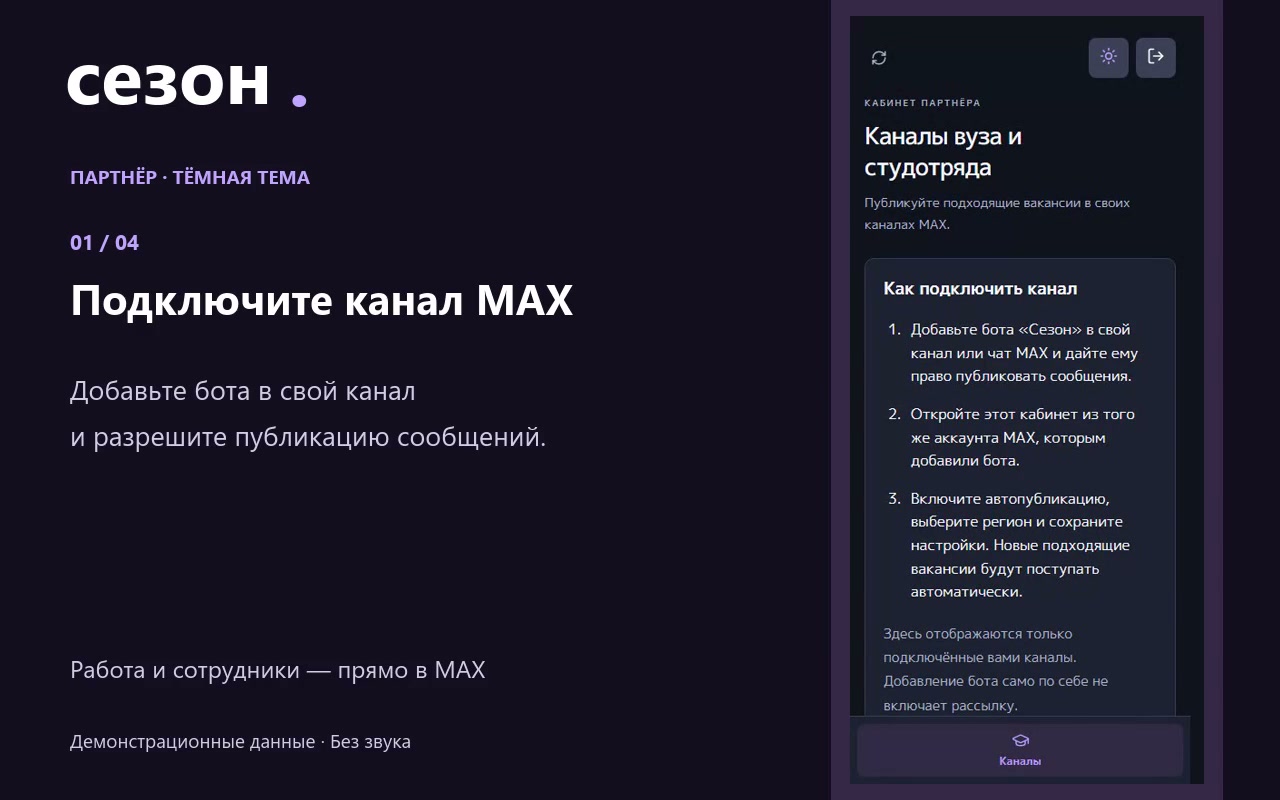 сезон .
ПАРТНЁР · ТЁМНАЯ ТЕМА
01 / 04
Подключите канал MAX
Добавьте бота в свой канал
и разрешите публикацию сообщений.
Работа и сотрудники — прямо в MAX
Демонстрационные данные · Без звука
КАБИНЕТ ПАРТНЁРА
Каналы вуза и
студотряда
Публикуйте подходящие вакансии в своих
каналах MAX.
Как подключить канал
1. Добавьте бота «Сезон» в свой
канал или чат MAX и дайте ему
право публиковать сообщения.
2. Откройте этот кабинет из того
же аккаунта MAX, которым
добавили бота.
3. Включите автопубликацию,
выберите регион и сохраните
настройки. Новые подходящие
вакансии будут поступать
автоматически.
Здесь отображаются только
подключённые вами каналы.
Добавление бота само по себе не
включает рассылку.
Каналы